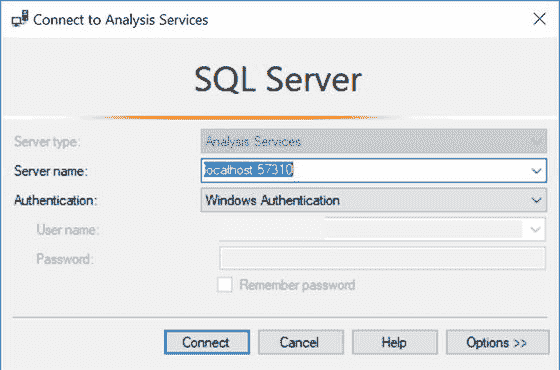 Connect to Analysis Services
SQL Server
Server type: Analysis Services
Server name: localhost:57310
Authentication: Windows Authentication
User name:
Password:
Remember password
Connect Cancel Help Options >>